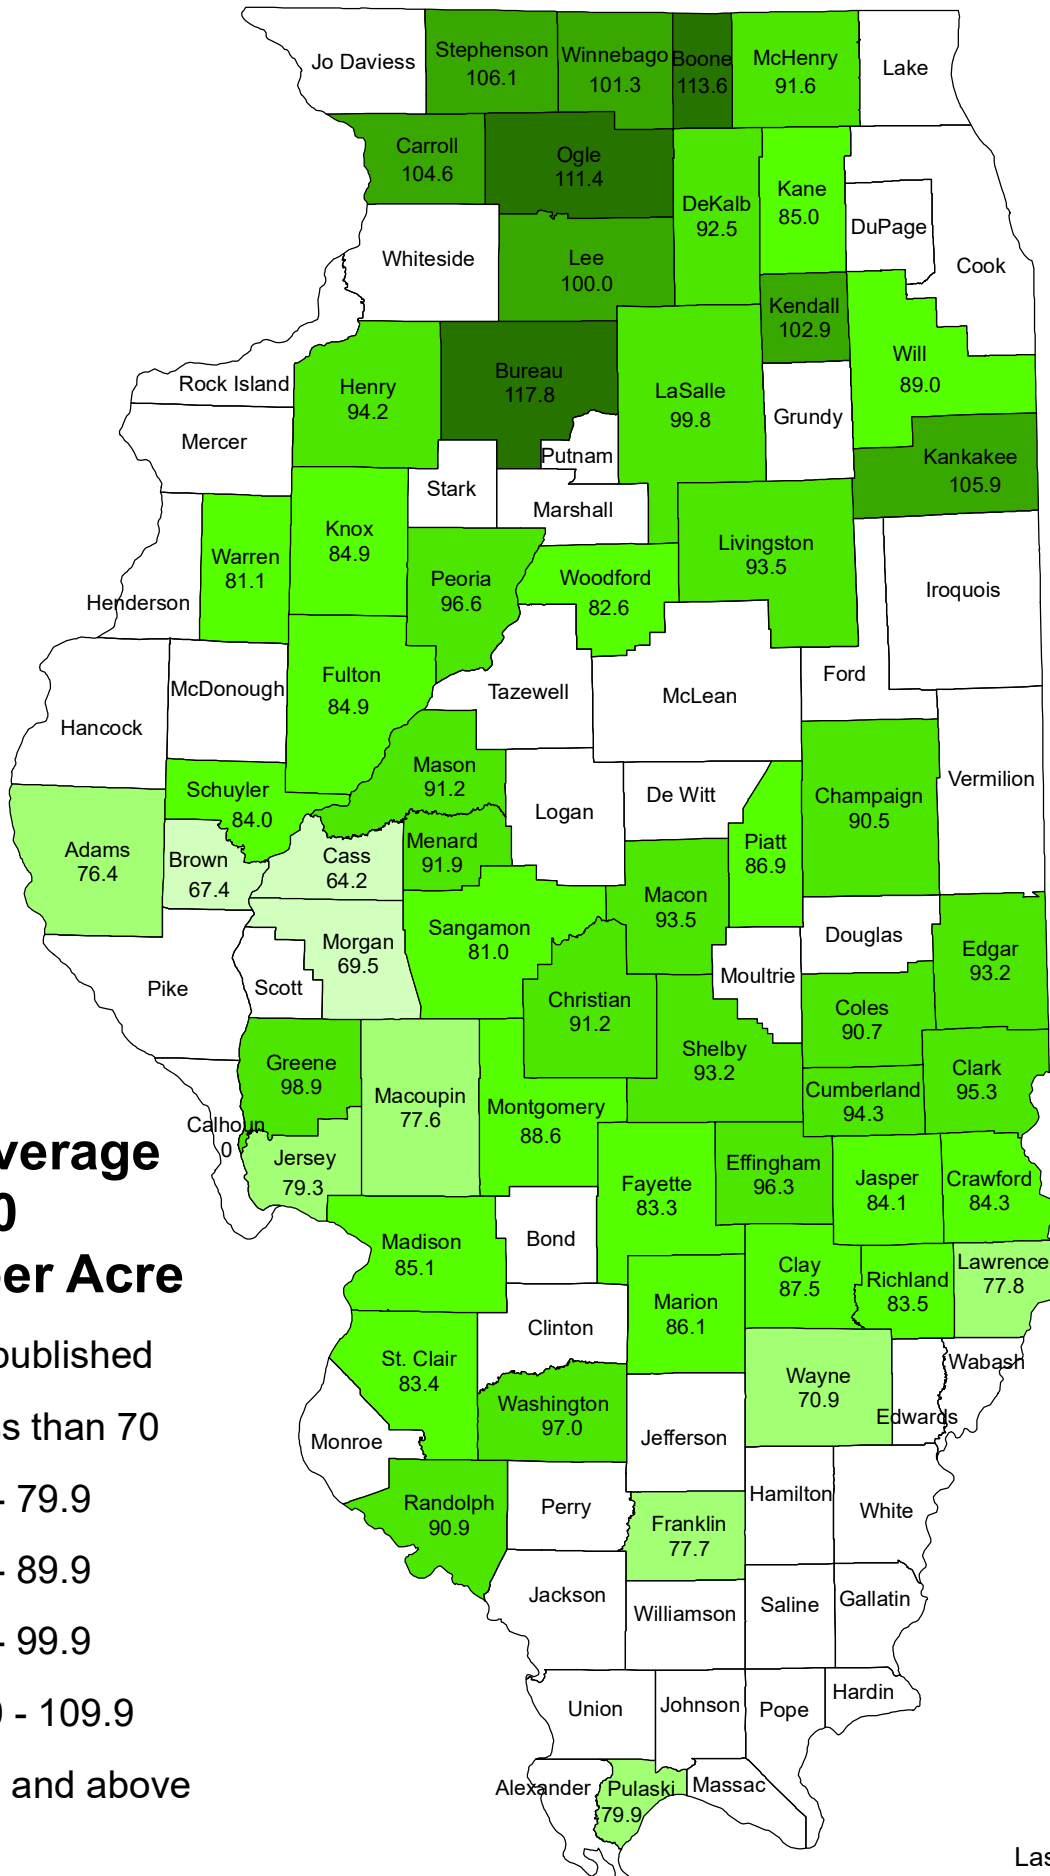 Jo Daviess
Stephenson
106.1
Winnebago
101.3
Boone
113.6
McHenry
91.6
Lake
Carroll
104.6
Ogle
111.4
DeKalb
92.5
Kane
85.0
DuPage
Cook
Whiteside
Lee
100.0
Kendall
102.9
Will
89.0
Rock Island
Henry
94.2
Bureau
117.8
LaSalle
99.8
Grundy
Mercer
Putnam
Kankakee
105.9
Stark
Marshall
Warren
81.1
Knox
84.9
Peoria
96.6
Woodford
82.6
Livingston
93.5
Iroquois
Henderson
Hancock
McDonough
Fulton
84.9
Tazewell
McLean
Ford
Mason
91.2
Logan
De Witt
Champaign
90.5
Vermilion
Schuyler
84.0
Adams
76.4
Brown
67.4
Cass
64.2
Menard
91.9
Piatt
86.9
Macon
93.5
Sangamon
81.0
Morgan
69.5
Douglas
Edgar
93.2
Pike
Scott
Christian
91.2
Moultrie
Coles
90.7
Greene
98.9
Macoupin
77.6
Montgomery
88.6
Shelby
93.2
Cumberland
94.3
Clark
95.3
Calhoun
0
Jersey
79.3
Fayette
83.3
Effingham
96.3
Jasper
84.1
Crawford
84.3
Madison
85.1
Bond
Clay
87.5
Richland
83.5
Lawrence
77.8
Marion
86.1
Clinton
St. Clair
83.4
Washington
97.0
Wayne
70.9
Edwards
Wabash
Monroe
Jefferson
Randolph
90.9
Perry
Franklin
77.7
Hamilton
White
Jackson
Williamson
Saline
Gallatin
Union
Johnson
Pope
Hardin
Alexander
Pulaski
79.9
Massac
verage
0
er Acre
published
s than 70
- 79.9
- 89.9
- 99.9
- 109.9
and above
Las